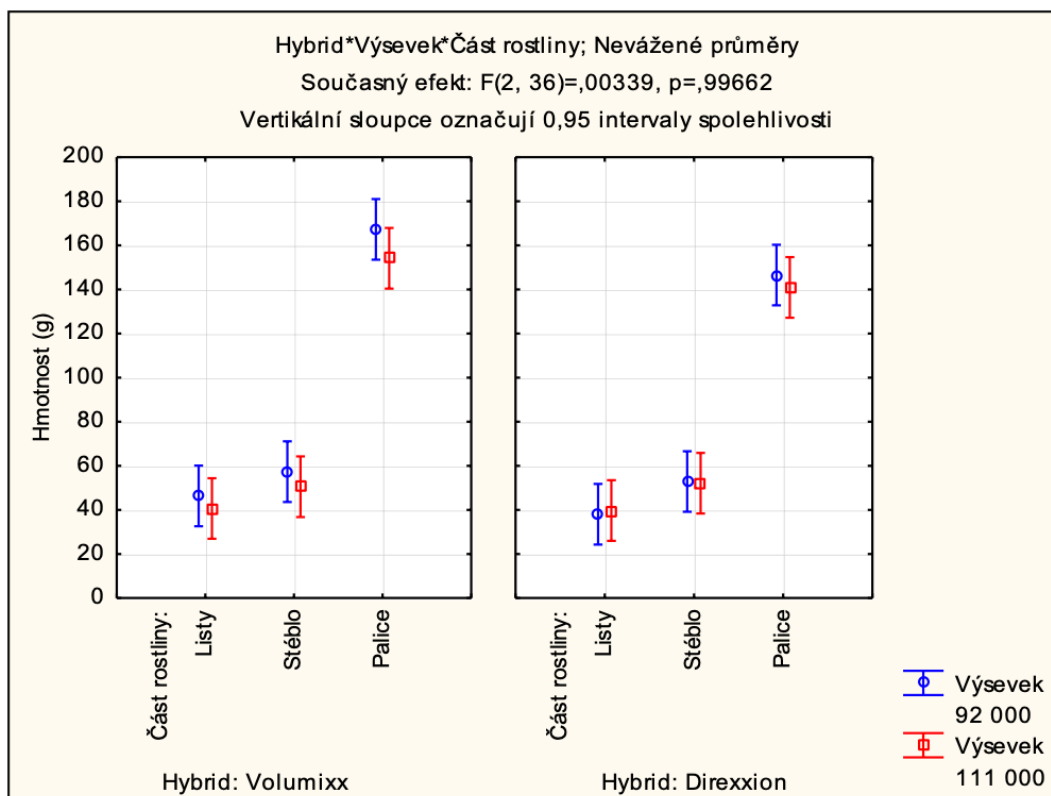 Hybrid*Výsevek*Část rostliny; Nevážené průměry
Současný efekt: F(2, 36)=,00339, p=,99662
Vertikální sloupce označují 0,95 intervaly spolehlivosti
Hmotnost (g)
200
180
160
140
120
100
80
60
40
20
0
Část rostliny:
Listy
Stéblo
Palice
Hybrid: Volumixx
Část rostliny:
Listy
Stéblo
Palice
Hybrid: Direxxion
Výsevek
92 000
Výsevek
111 000